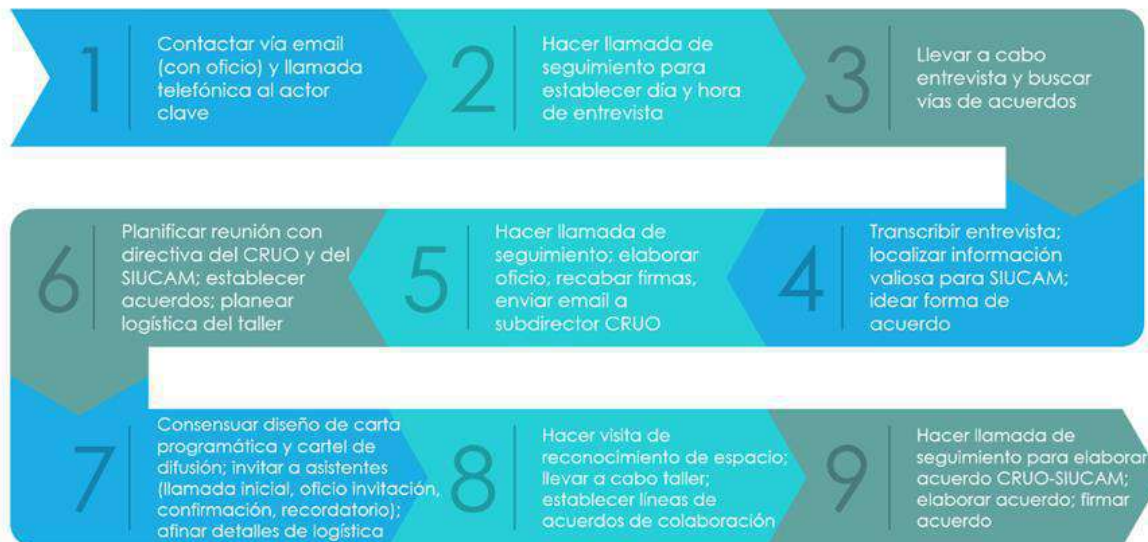 1
Contactar vía email
(con oficio) y llamada
telefónica al actor
clave
2
Hacer llamada de
seguimiento para
establecer día y hora
de entrevista
3
Llevar a cabo
entrevista y buscar
vías de acuerdos
4
Transcribir entrevista;
localizar información
valiosa para SIUCAM;
idear forma de
acuerdo
5
Hacer llamada de
seguimiento; elaborar
oficio, recabar firmas,
enviar email a
subdirector CRUO
6
Planificar reunión con
directiva del CRUO y del
SIUCAM; establecer
acuerdos; planear
logística del taller
7
Consensuar diseño de carta
programática y cartel de
difusión; invitar a asistentes
(llamada inicial, oficio invitación,
confirmación, recordatorio);
afinar detalles de logística
8
Hacer visita de
reconocimiento de espacio;
llevar a cabo taller;
establecer líneas de
acuerdos de colaboración
9
Hacer llamada de
seguimiento para elaborar
acuerdo CRUO-SIUCAM;
elaborar acuerdo; firmar
acuerdo